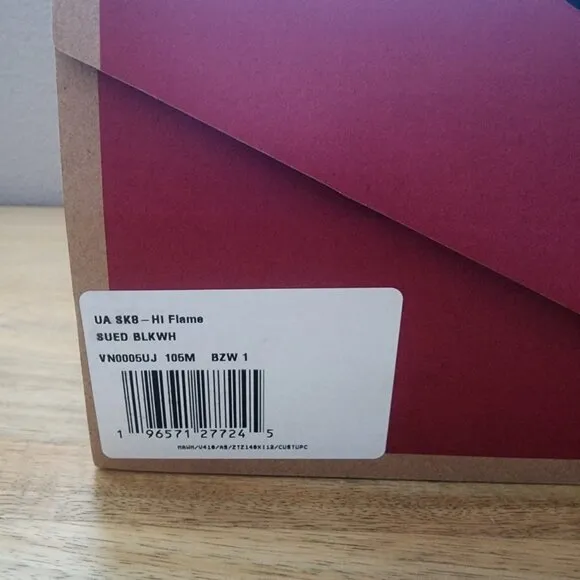 UA SK8-Hi Flame
SUED BLKWH
VN0005UJ 105M BZW 1
1 96571 27724 5